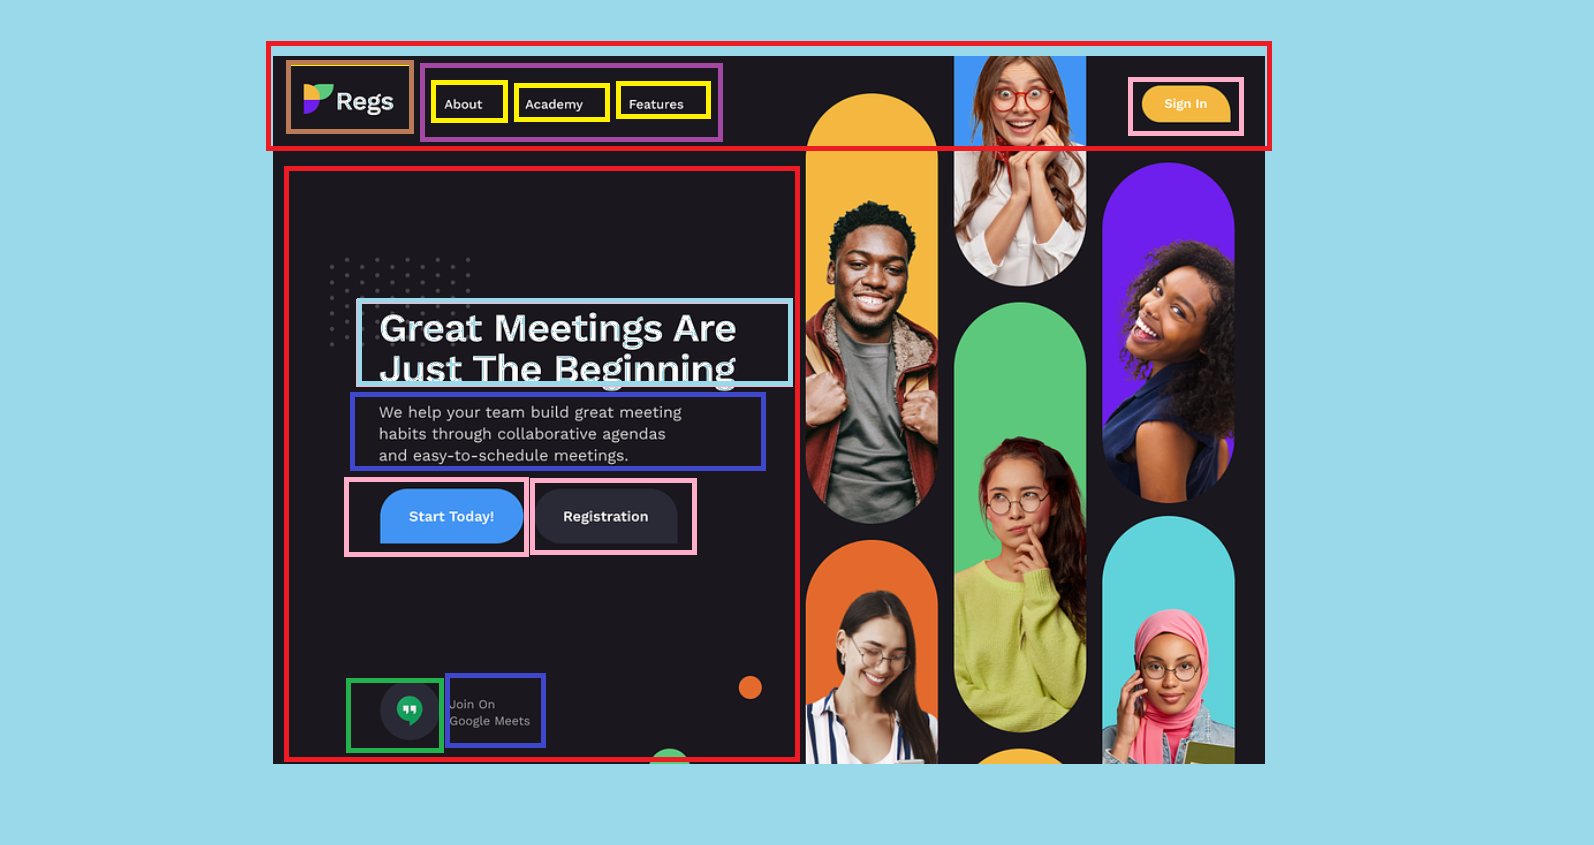 Regs
About
Academy
Features
Sign In
Great Meetings Are
Just The Beginning
We help your team build great meeting
habits through collaborative agendas
and easy-to-schedule meetings.
Start Today!
Registration
Join On
Google Meets